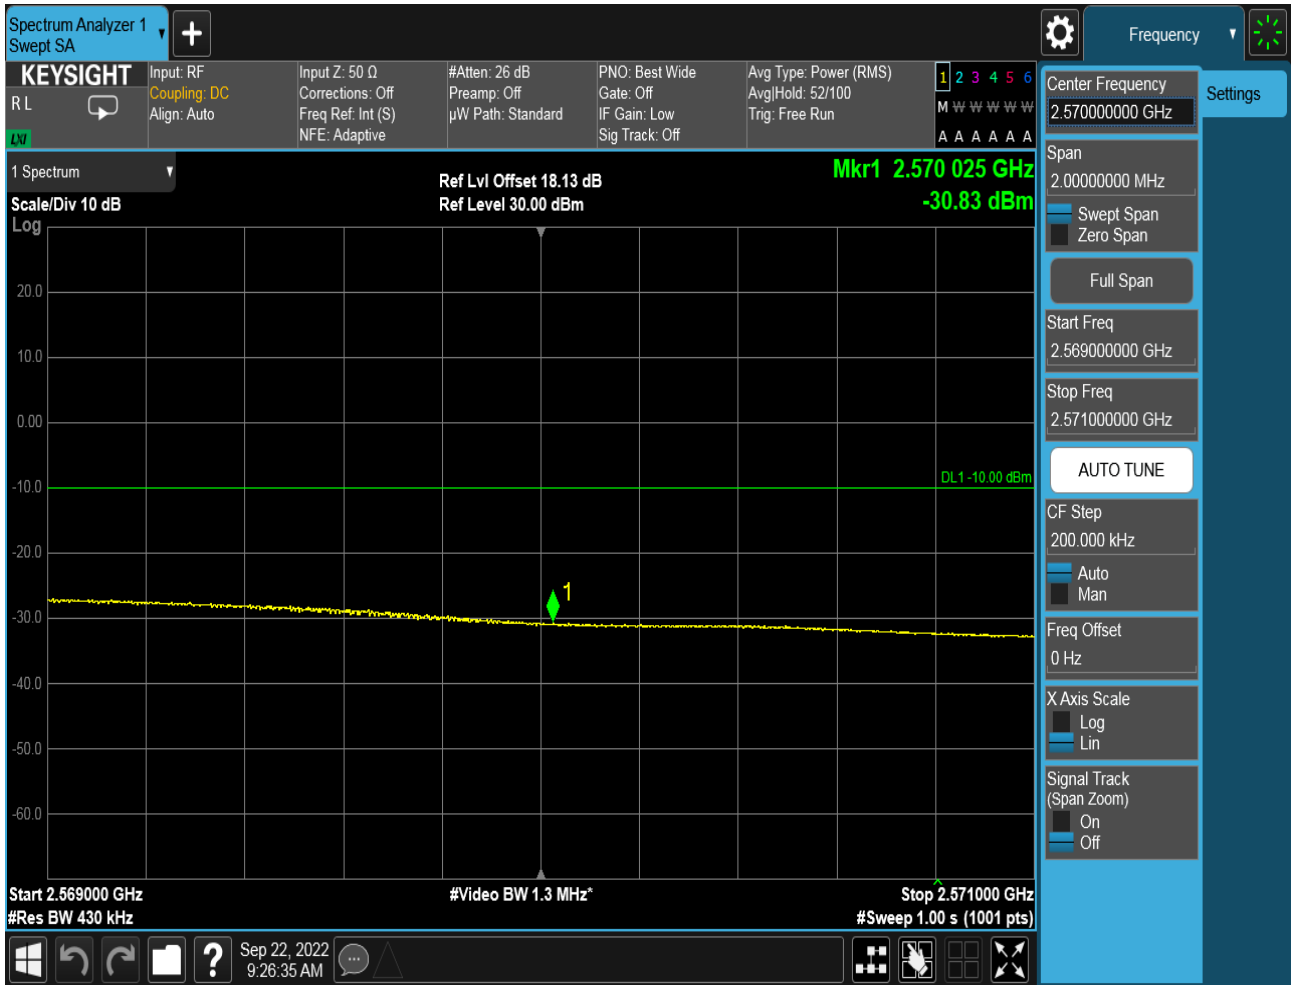 Spectrum Analyzer 1
Swept SA
+
Frequency
KEYSIGHT
R L
LXI
Input: RF
Coupling: DC
Align: Auto
Input Z: 50 Ω
Corrections: Off
Freq Ref: Int (S)
NFE: Adaptive
#Atten: 26 dB
Preamp: Off
µW Path: Standard
PNO: Best Wide
Gate: Off
IF Gain: Low
Sig Track: Off
Avg Type: Power (RMS)
Avg|Hold: 52/100
Trig: Free Run
1 2 3 4 5 6
M W W W W W
A A A A A A
1 Spectrum
Scale/Div 10 dB
Log
Ref Lvl Offset 18.13 dB
Ref Level 30.00 dBm
Mkr1 2.570 025 GHz
-30.83 dBm
20.0
10.0
0.00
-10.0
DL1 -10.00 dBm
-20.0
1
-30.0
-40.0
-50.0
-60.0
Start 2.569000 GHz
#Video BW 1.3 MHz*
Stop 2.571000 GHz
#Res BW 430 kHz
#Sweep 1.00 s (1001 pts)
Center Frequency
2.570000000 GHz
Settings
Span
2.00000000 MHz
Swept Span
Zero Span
Full Span
Start Freq
2.569000000 GHz
Stop Freq
2.571000000 GHz
AUTO TUNE
CF Step
200.000 kHz
Auto
Man
Freq Offset
0 Hz
X Axis Scale
Log
Lin
Signal Track
(Span Zoom)
On
Off
?
Sep 22, 2022
9:26:35 AM